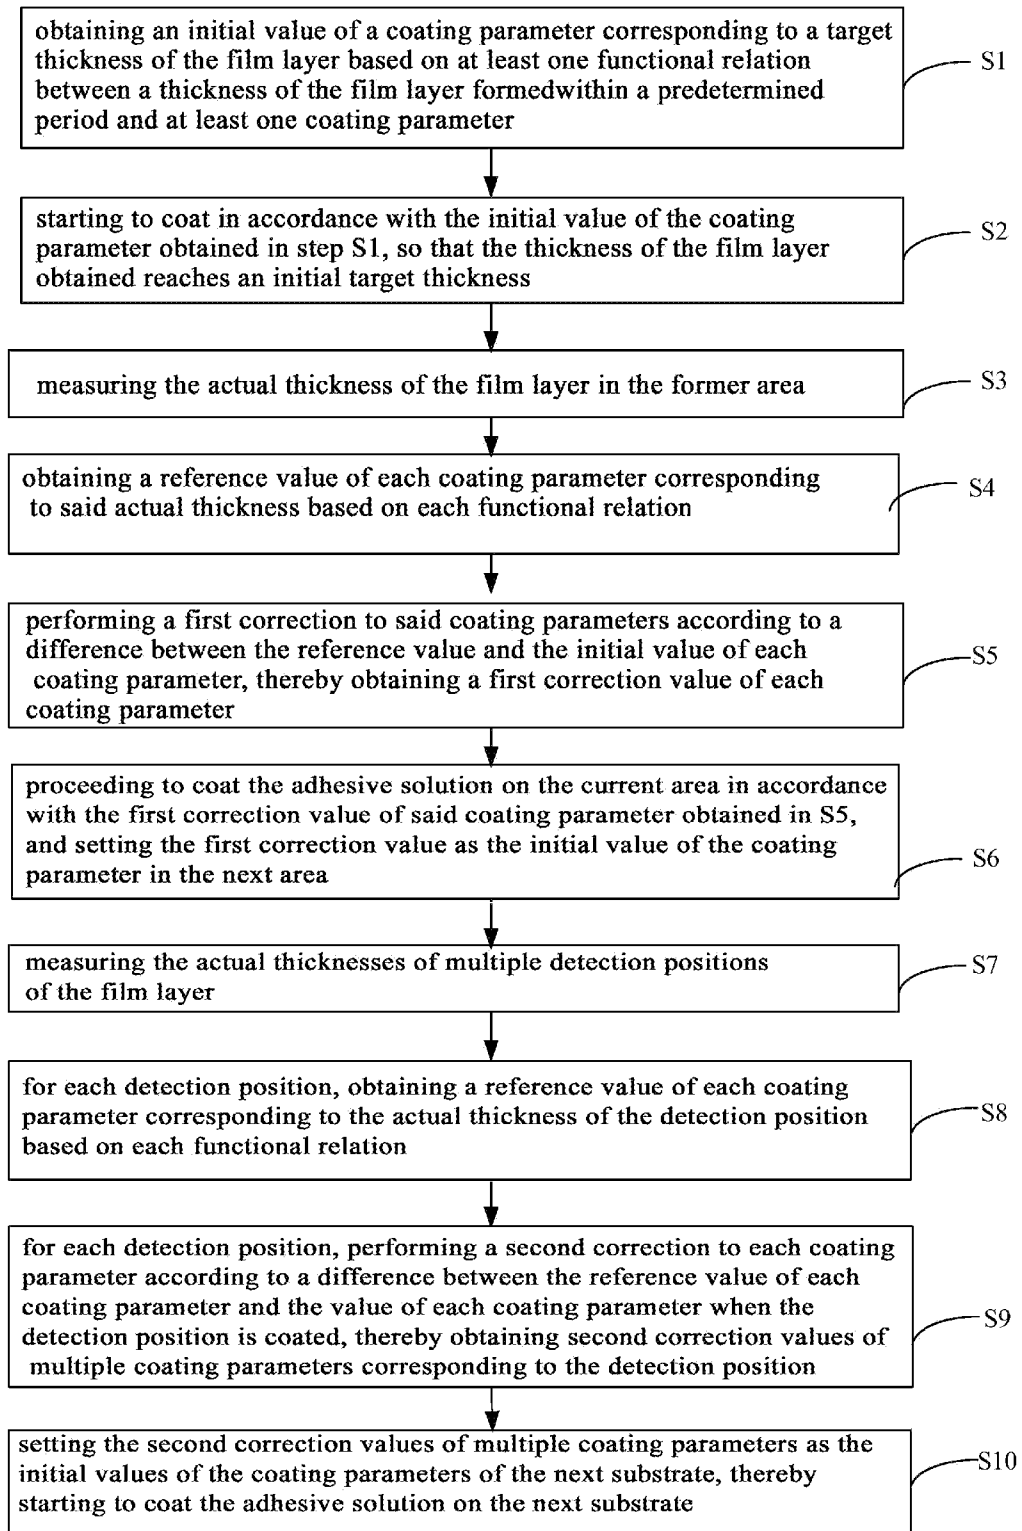 obtaining an initial value of a coating parameter corresponding to a target
thickness of the film layer based on at least one functional relation
between a thickness of the film layer formedwithin a predetermined
period and at least one coating parameter
S1
starting to coat in accordance with the initial value of the coating
parameter obtained in step S1, so that the thickness of the film layer
obtained reaches an initial target thickness
S2
measuring the actual thickness of the film layer in the former area
S3
obtaining a reference value of each coating parameter corresponding
to said actual thickness based on each functional relation
S4
performing a first correction to said coating parameters according to a
difference between the reference value and the initial value of each
coating parameter, thereby obtaining a first correction value of each
coating parameter
S5
proceeding to coat the adhesive solution on the current area in accordance
with the first correction value of said coating parameter obtained in S5,
and setting the first correction value as the initial value of the coating
parameter in the next area
S6
measuring the actual thicknesses of multiple detection positions
of the film layer
S7
for each detection position, obtaining a reference value of each coating
parameter corresponding to the actual thickness of the detection position
based on each functional relation
S8
for each detection position, performing a second correction to each coating
parameter according to a difference between the reference value of each
coating parameter and the value of each coating parameter when the
detection position is coated, thereby obtaining second correction values of
multiple coating parameters corresponding to the detection position
S9
setting the second correction values of multiple coating parameters as the
initial values of the coating parameters of the next substrate, thereby
starting to coat the adhesive solution on the next substrate
S10